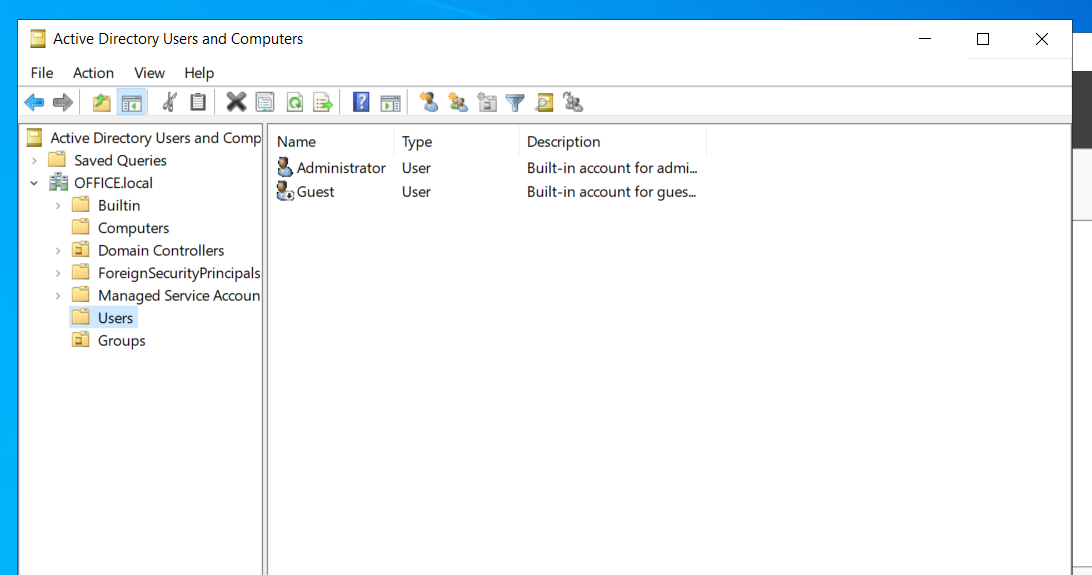 Active Directory Users and Computers
File Action View Help
Active Directory Users and Comp
Saved Queries
OFFICE.local
Builtin
Computers
Domain Controllers
ForeignSecurityPrincipals
Managed Service Accoun
Users
Groups
Name Type Description
Administrator User Built-in account for admi...
Guest User Built-in account for gues...